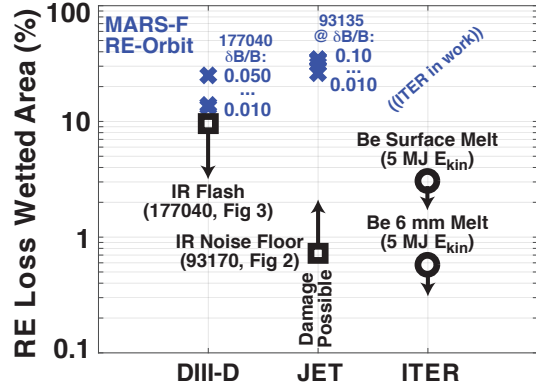 RE Loss Wetted Area (%)
100
10
1
0.1
MARS-F
RE-Orbit
177040
δB/B:
0.050
...
0.010
93135
@ δB/B:
0.10
...
0.010
((ITER in work))
IR Flash
(177040, Fig 3)
IR Noise Floor
(93170, Fig 2)
Damage
Possible
Be Surface Melt
(5 MJ Ekin)
Be 6 mm Melt
(5 MJ Ekin)
DIII-D
JET
ITER